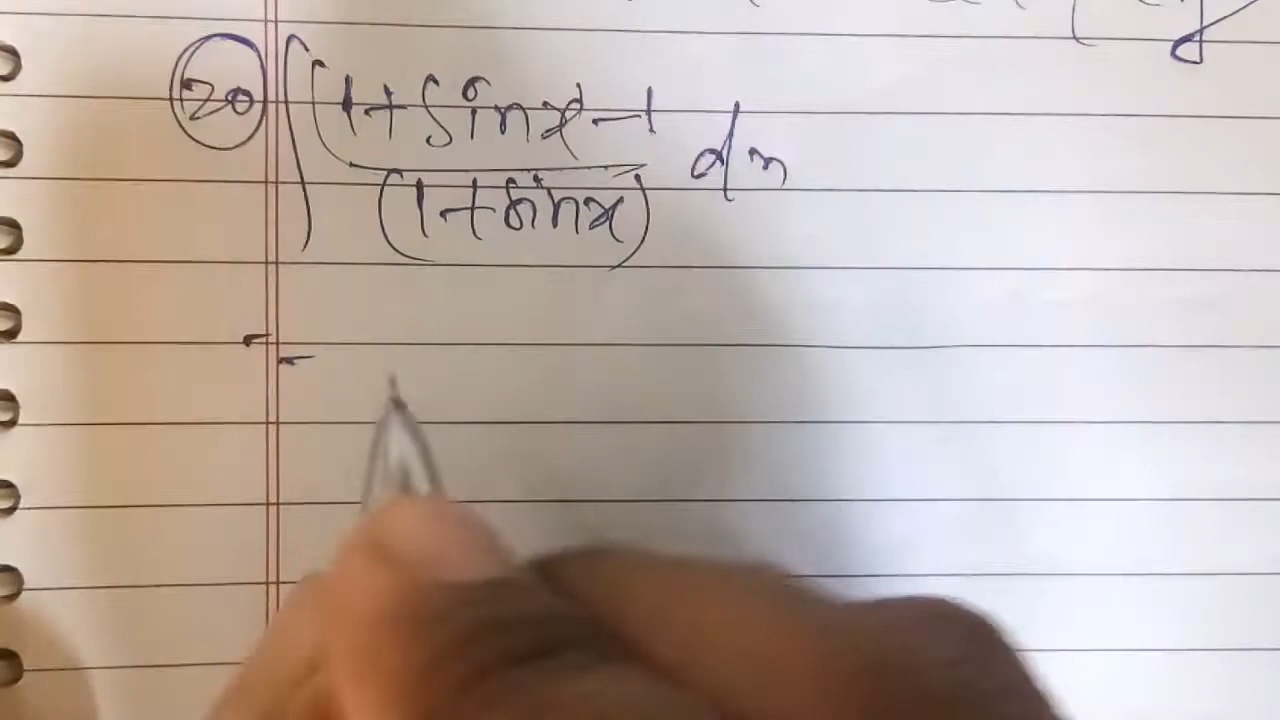 20 ∫ (1+sinx-1
(1+sinx) dx